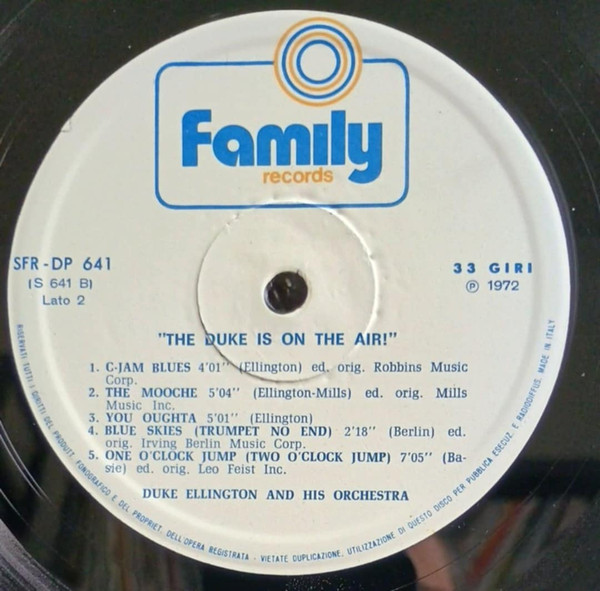 Family
records
SFR-DP 641
(S 641 B)
Lato 2
33 GIRI
℗ 1972
"THE DUKE IS ON THE AIR!"
1. C-JAM BLUES 4'01'' (Ellington) ed. orig. Robbins Music
Corp.
2. THE MOOCHE 5'04'' (Ellington-Mills) ed. orig. Mills
Music Inc.
3. YOU OUGHTA 5'01'' (Ellington)
4. BLUE SKIES (TRUMPET NO END) 2'18'' (Berlin) ed.
orig. Irving Berlin Music Corp.
5. ONE O'CLOCK JUMP (TWO O'CLOCK JUMP) 7'05'' (Ba-
sie) ed. orig. Leo Feist Inc.
DUKE ELLINGTON AND HIS ORCHESTRA
RISERVATI TUTTI I DIRITTI DEL PRODUTT. FONOGRAFICO E DEL PROPRIET. DELL'OPERA REGISTRATA - VIETATE DUPLICAZIONE, UTILIZZAZIONE DI QUESTO DISCO PER PUBBLICA ESECUZ. E RADIODIFFUS. MADE IN ITALY